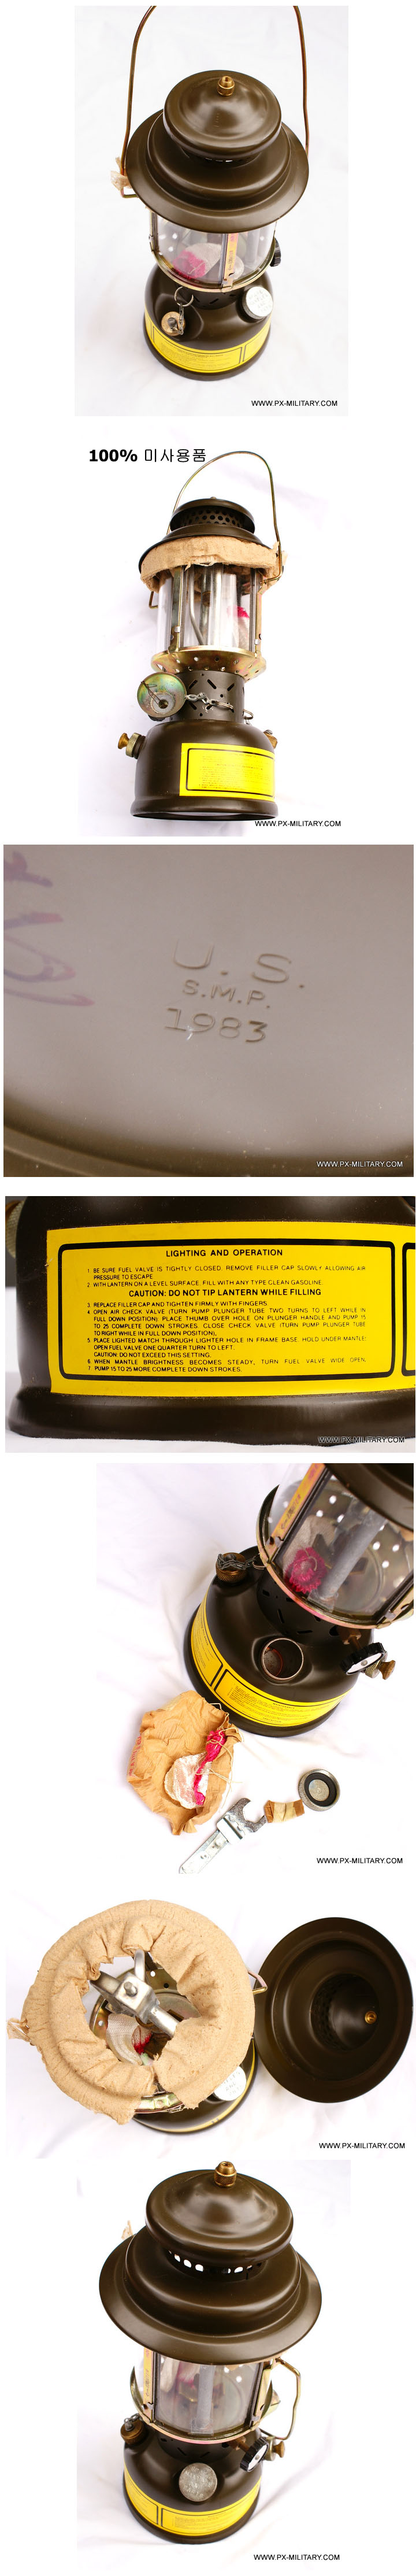 WWW.PX-MILITARY.COM
100% 미사용품
WWW.PX-MILITARY.COM
U.S.
S.M.P.
1983
WWW.PX-MILITARY.COM
LIGHTING AND OPERATION
1 BE SURE FUEL VALVE IS TIGHTLY CLOSED. REMOVE FILLER CAP SLOWLY ALLOWING AIR
PRESSURE TO ESCAPE.
2 WITH LANTERN ON A LEVEL SURFACE, FILL WITH ANY TYPE CLEAN GASOLINE.
CAUTION: DO NOT TIP LANTERN WHILE FILLING
3 REPLACE FILLER CAP AND TIGHTEN FIRMLY WITH FINGERS
4 OPEN AIR CHECK VALVE (TURN PUMP PLUNGER TUBE TWO TURNS TO LEFT WHILE IN
FULL DOWN POSITION). PLACE THUMB OVER HOLE ON PLUNGER HANDLE AND PUMP 15
TO 25 COMPLETE DOWN STROKES. CLOSE CHECK VALVE (TURN PUMP PLUNGER TUBE
TO RIGHT WHILE IN FULL DOWN POSITION).
5 PLACE LIGHTED MATCH THROUGH LIGHTER HOLE IN FRAME BASE. HOLD UNDER MANTLE:
OPEN FUEL VALVE ONE QUARTER TURN TO LEFT.
CAUTION: DO NOT EXCEED THIS SETTING.
6 WHEN MANTLE BRIGHTNESS BECOMES STEADY, TURN FUEL VALVE WIDE OPEN.
7 PUMP 15 TO 25 MORE COMPLETE DOWN STROKES.
WWW.PX-MILITARY.COM
WWW.PX-MILITARY.COM
WWW.PX-MILITARY.COM
WWW.PX-MILITARY.COM